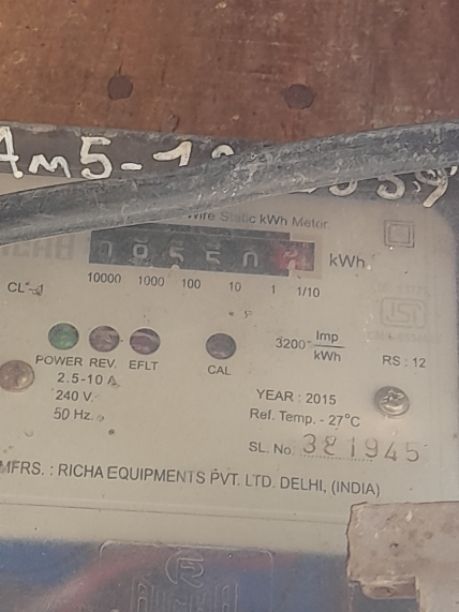 Wire Static kWh Meter
kWh
10000 1000 100 10 1 1/10
CL-1
3200 Imp
kWh
POWER REV. EFLT CAL
RS : 12
2.5-10 A
240 V.
50 Hz.
YEAR : 2015
Ref. Temp. - 27°C
SL. No. 381945
MFRS. : RICHA EQUIPMENTS PVT. LTD. DELHI, (INDIA)
RICHA